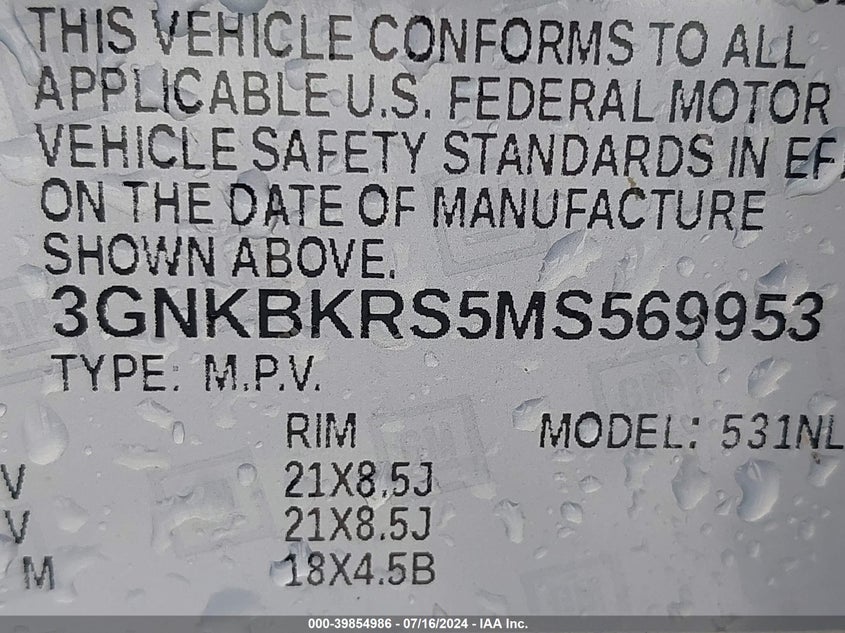 THIS VEHICLE CONFORMS TO ALL
APPLICABLE U.S. FEDERAL MOTOR
VEHICLE SAFETY STANDARDS IN EF
ON THE DATE OF MANUFACTURE
SHOWN ABOVE.
3GNKBKRS5MS569953
TYPE: M.P.V.
RIM MODEL: 531NL
V 21X8.5J
V 21X8.5J
M 18X4.5B
000-39854986 - 07/16/2024 - IAA Inc.